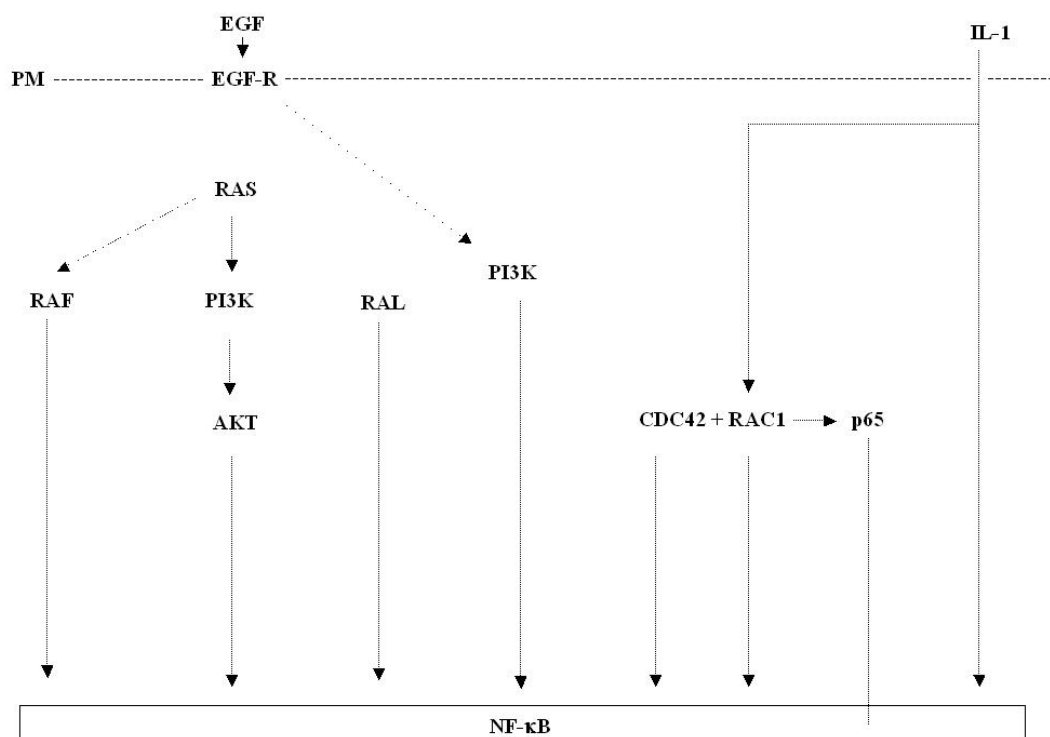 EGF
IL-1
PM EGF-R
RAS
PI3K
RAF PI3K RAL
AKT CDC42 + RAC1 p65
NF-κB